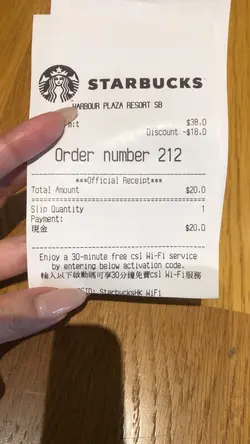 STARBUCKS
HARBOUR PLAZA RESORT SB
$38.0
Discount -$18.0
Order number 212
***Official Receipt***
Total Amount $20.0
Slip Quantity 1
Payment:
現金 $20.0
Enjoy a 30-minute free csl Wi-Fi service
by entering below activation code.
輸入以下啟動碼可享30分鐘免費csl Wi-Fi服務
SSID: StarbucksHK WiFi